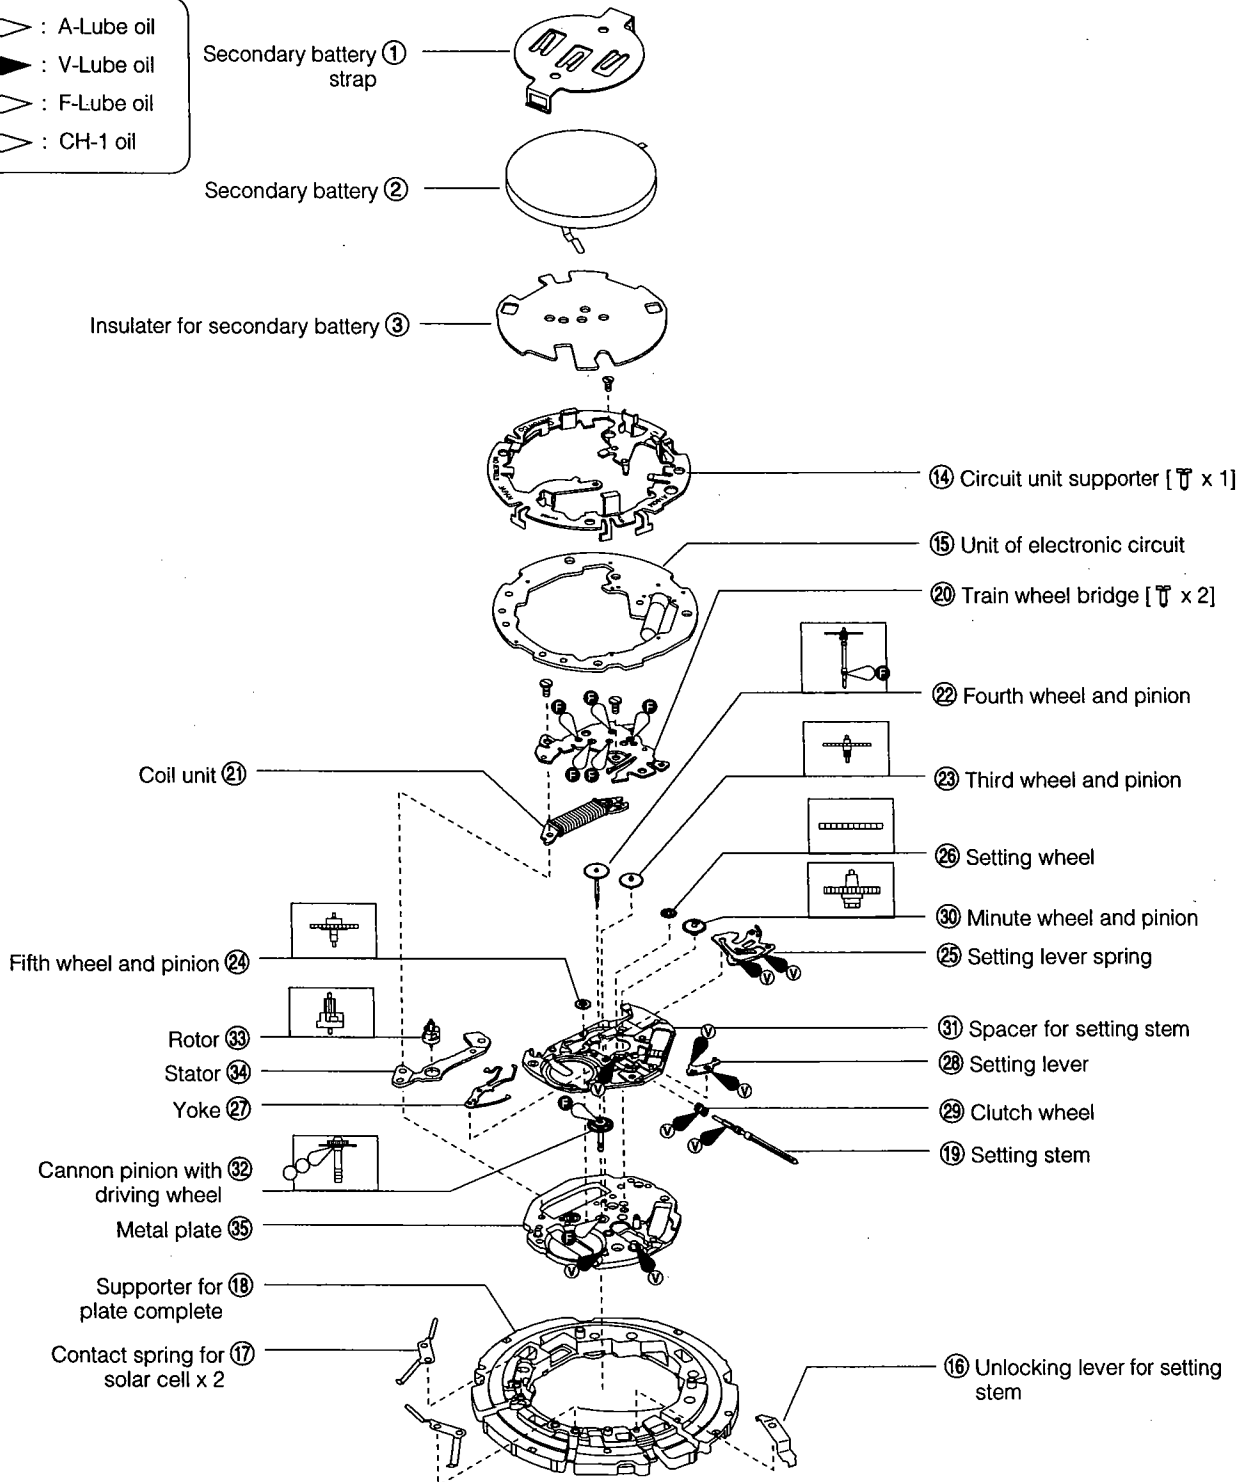 : A-Lube oil
: V-Lube oil
: F-Lube oil
: CH-1 oil
Secondary battery ①
strap
Secondary battery ②
Insulater for secondary battery ③
⑭ Circuit unit supporter [ x 1]
⑮ Unit of electronic circuit
⑳ Train wheel bridge [ x 2]
F
㉒ Fourth wheel and pinion
F F F
F F
Coil unit ㉑
㉓ Third wheel and pinion
㉖ Setting wheel
㉚ Minute wheel and pinion
Fifth wheel and pinion ㉔
㉕ Setting lever spring
V V
Rotor ㉝
㉛ Spacer for setting stem
V
Stator ㉞
㉘ Setting lever
V V
Yoke ㉗
F
㉙ Clutch wheel
V
V
⑲ Setting stem
Cannon pinion with ㉜
driving wheel
Metal plate ㉟
F
V V
Supporter for ⑱
plate complete
Contact spring for ⑰
solar cell x 2
⑯ Unlocking lever for setting
stem